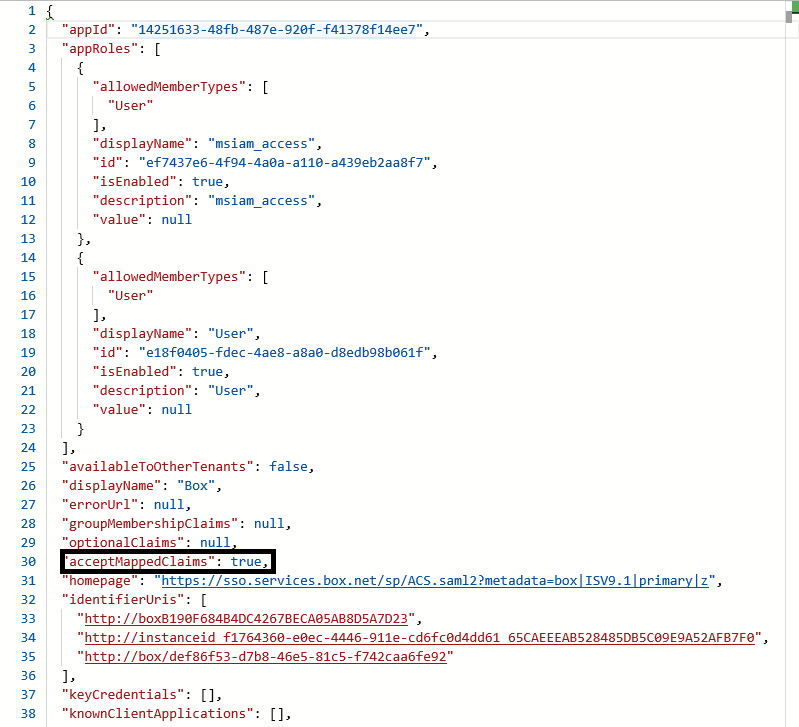 1 {
2 "appId": "14251633-48fb-487e-920f-f41378f14ee7",
3 "appRoles": [
4 {
5 "allowedMemberTypes": [
6 "User"
7 ],
8 "displayName": "msiam_access",
9 "id": "ef7437e6-4f94-4a0a-a110-a439eb2aa8f7",
10 "isEnabled": true,
11 "description": "msiam_access",
12 "value": null
13 },
14 {
15 "allowedMemberTypes": [
16 "User"
17 ],
18 "displayName": "User",
19 "id": "e18f0405-fdec-4ae8-a8a0-d8edb98b061f",
20 "isEnabled": true,
21 "description": "User",
22 "value": null
23 }
24 ],
25 "availableToOtherTenants": false,
26 "displayName": "Box",
27 "errorUrl": null,
28 "groupMembershipClaims": null,
29 "optionalClaims": null,
30 "acceptMappedClaims": true,
31 "homepage": "https://sso.services.box.net/sp/ACS.saml2?metadata=box|ISV9.1|primary|z",
32 "identifierUris": [
33 "http://boxB190F684B4DC4267BECA05AB8D5A7D23",
34 "http://instanceid_f1764360-e0ec-4446-911e-cd6fc0d4dd61_65CAEEEAB528485DB5C09E9A52AFB7F0",
35 "http://box/def86f53-d7b8-46e5-81c5-f742caa6fe92"
36 ],
37 "keyCredentials": [],
38 "knownClientApplications": [],